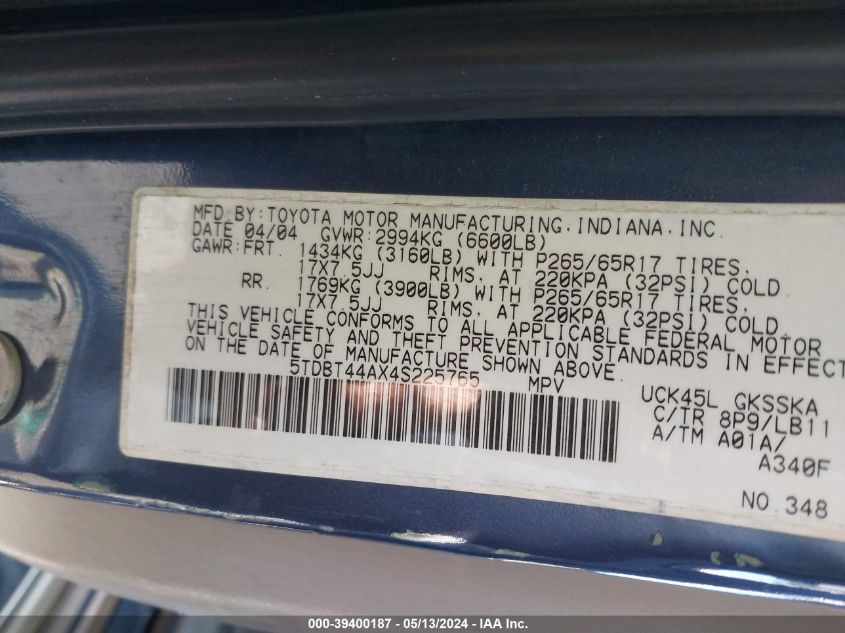 MFD.BY:TOYOTA MOTOR MANUFACTURING,INDIANA,INC.
DATE 04/04 GVWR:2994KG (6600LB)
GAWR:FRT. 1434KG (3160LB) WITH P265/65R17 TIRES.
17X7.5JJ RIMS, AT 220KPA (32PSI) COLD.
RR. 1769KG (3900LB) WITH P265/65R17 TIRES.
17X7.5JJ RIMS, AT 220KPA (32PSI) COLD.
THIS VEHICLE CONFORMS TO ALL APPLICABLE FEDERAL MOTOR
VEHICLE SAFETY AND THEFT PREVENTION STANDARDS IN EFFECT
ON THE DATE OF MANUFACTURE SHOWN ABOVE.
5TDBT44AX4S225765 MPV
UCK45L GKSSKA
C/TR 8P9/LB11
A/TM A01A/
A340F
NO.348
000-39400187 - 05/13/2024 - IAA Inc.